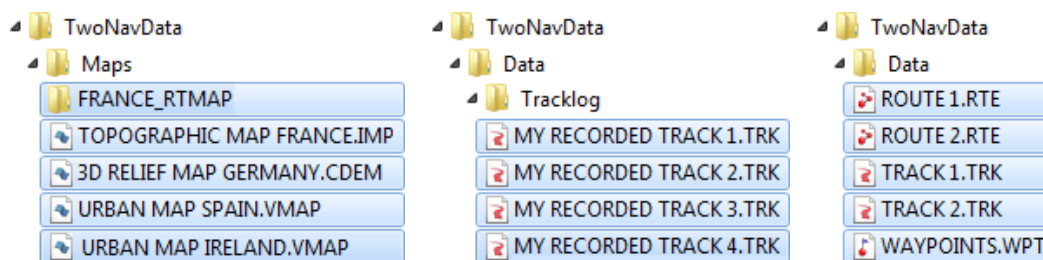 TwoNavData
Maps
FRANCE_RTMAP
TOPOGRAPHIC MAP FRANCE.IMP
3D RELIEF MAP GERMANY.CDEM
URBAN MAP SPAIN.VMAP
URBAN MAP IRELAND.VMAP
TwoNavData
Data
Tracklog
MY RECORDED TRACK 1.TRK
MY RECORDED TRACK 2.TRK
MY RECORDED TRACK 3.TRK
MY RECORDED TRACK 4.TRK
TwoNavData
Data
ROUTE 1.RTE
ROUTE 2.RTE
TRACK 1.TRK
TRACK 2.TRK
WAYPOINTS.WPT